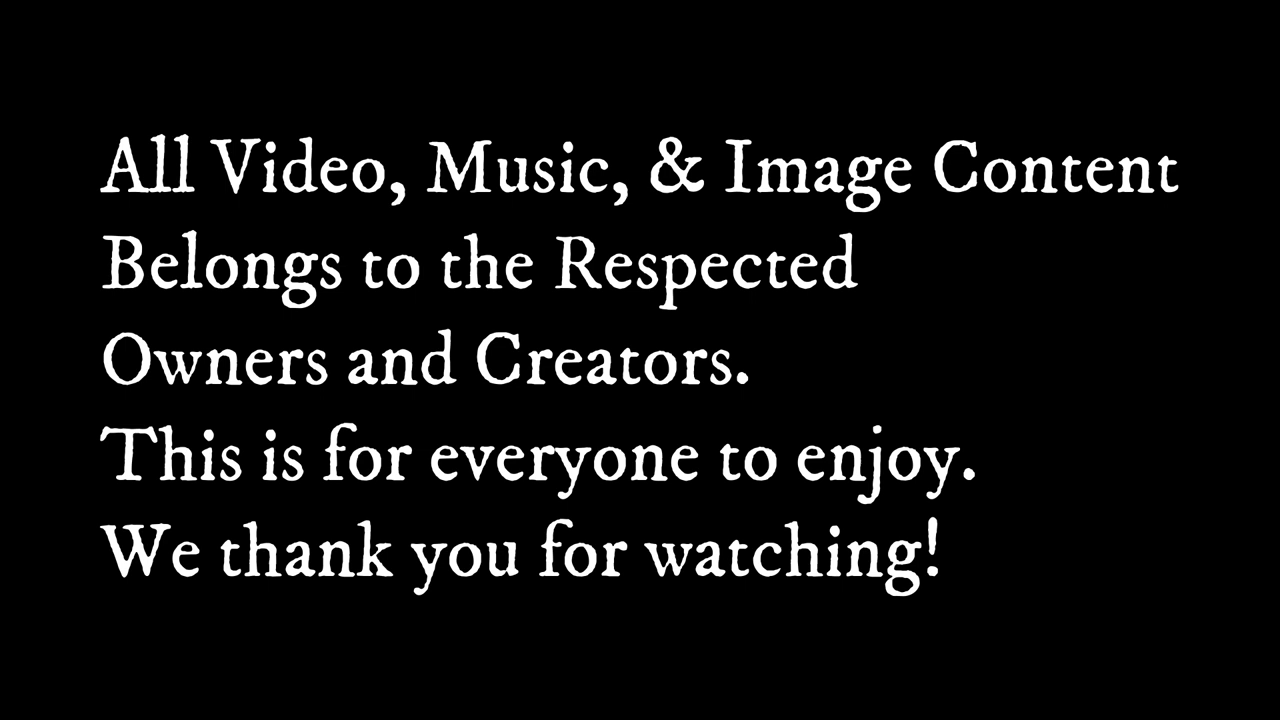 All Video, Music, & Image Content
Belongs to the Respected
Owners and Creators.
This is for everyone to enjoy.
We thank you for watching!